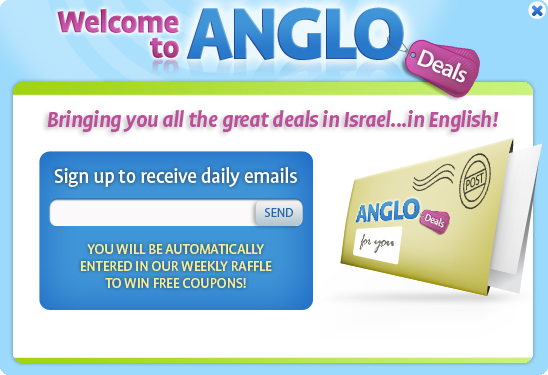 Welcome to ANGLO Deals
Bringing you all the great deals in Israel...in English!
Sign up to receive daily emails
SEND
YOU WILL BE AUTOMATICALLY
ENTERED IN OUR WEEKLY RAFFLE
TO WIN FREE COUPONS!
POST
ANGLO Deals
for you